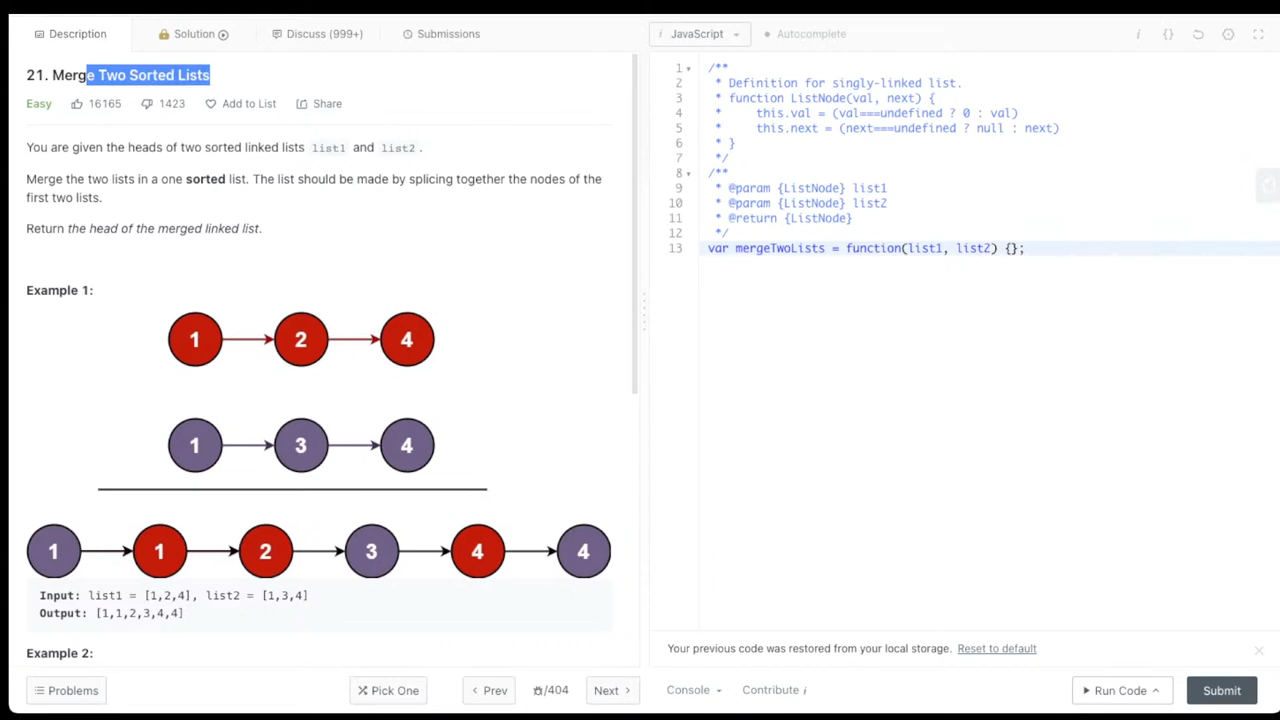 Description
Solution
Discuss (999+)
Submissions
21. Merge Two Sorted Lists
Easy
16165
1423
Add to List
Share
You are given the heads of two sorted linked lists list1 and list2 .
Merge the two lists in a one sorted list. The list should be made by splicing together the nodes of the
first two lists.
Return the head of the merged linked list.
Example 1:
1 2 4
1 3 4
1 1 2 3 4 4
Input: list1 = [1,2,4], list2 = [1,3,4]
Output: [1,1,2,3,4,4]
Example 2:
Problems
Pick One
Prev
/404
Next
i JavaScript
Autocomplete
i {}
1 /**
2 * Definition for singly-linked list.
3 * function ListNode(val, next) {
4 this.val = (val===undefined ? 0 : val)
5 this.next = (next===undefined ? null : next)
6 * }
7 */
8 /**
9 * @param {ListNode} list1
10 * @param {ListNode} list2
11 * @return {ListNode}
12 */
13 var mergeTwoLists = function(list1, list2) {};
Your previous code was restored from your local storage. Reset to default
Console
Contribute i
Run Code
Submit